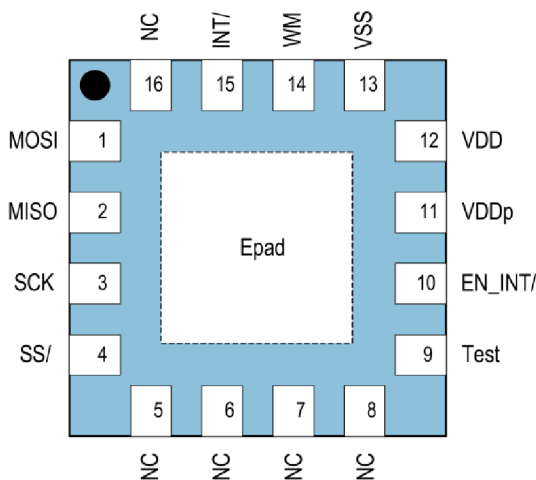 NC INT/ WM VSS
16 15 14 13
MOSI 1 12 VDD
MISO 2 11 VDDp
Epad
SCK 3 10 EN_INT/
SS/ 4 9 Test
5 6 7 8
NC NC NC NC